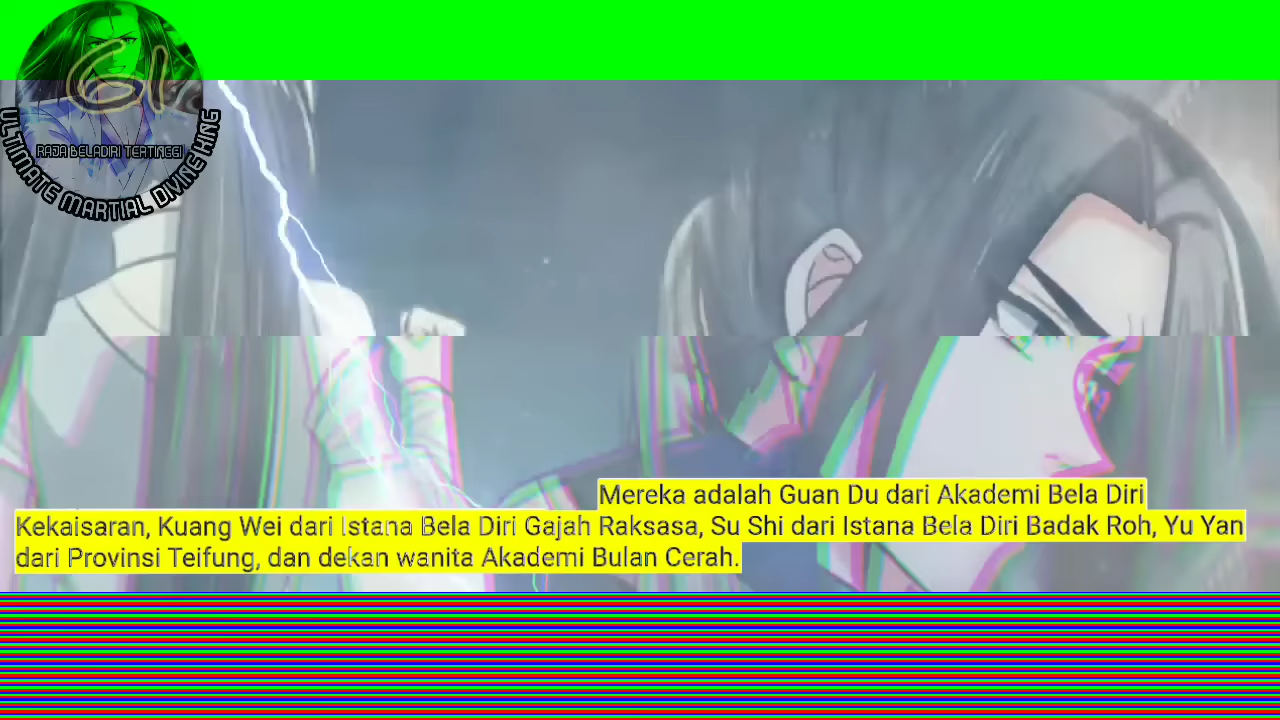 61
RAJA BELADIRI TERTINGGI
ULTIMATE MARTIAL DIVINE KING
Mereka adalah Guan Du dari Akademi Bela Diri
Kekaisaran, Kuang Wei dari Istana Bela Diri Gajah Raksasa, Su Shi dari Istana Bela Diri Badak Roh, Yu Yan
dari Provinsi Teifung, dan dekan wanita Akademi Bulan Cerah.